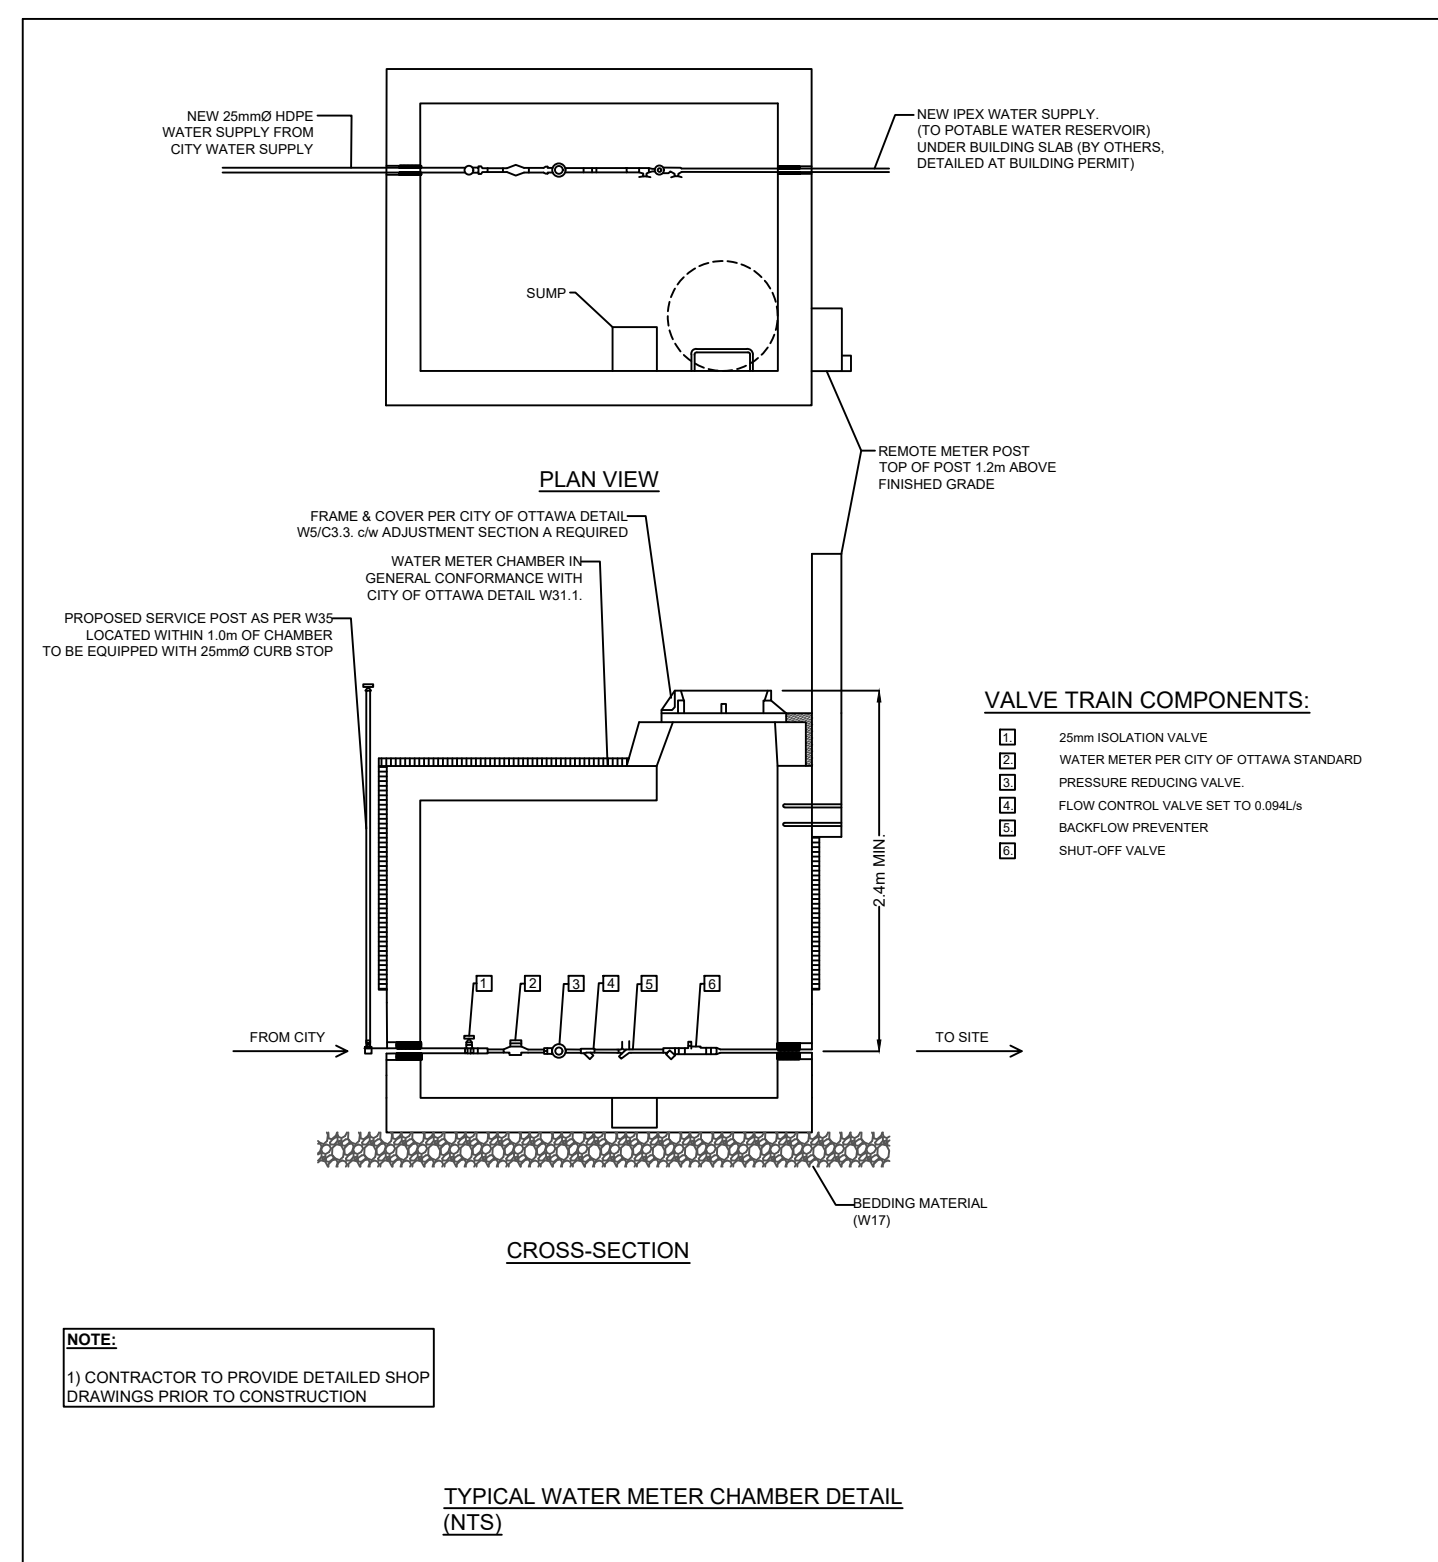 NEW 25mmØ HDPE
WATER SUPPLY FROM
CITY WATER SUPPLY
NEW IPEX WATER SUPPLY.
(TO POTABLE WATER RESERVOIR)
UNDER BUILDING SLAB (BY OTHERS,
DETAILED AT BUILDING PERMIT)
SUMP
REMOTE METER POST
TOP OF POST 1.2m ABOVE
FINISHED GRADE
PLAN VIEW
FRAME & COVER PER CITY OF OTTAWA DETAIL
W5/C3.3. c/w ADJUSTMENT SECTION A REQUIRED
WATER METER CHAMBER IN
GENERAL CONFORMANCE WITH
CITY OF OTTAWA DETAIL W31.1.
PROPOSED SERVICE POST AS PER W35
LOCATED WITHIN 1.0m OF CHAMBER
TO BE EQUIPPED WITH 25mmØ CURB STOP
VALVE TRAIN COMPONENTS:
1. 25mm ISOLATION VALVE
2. WATER METER PER CITY OF OTTAWA STANDARD
3. PRESSURE REDUCING VALVE.
4. FLOW CONTROL VALVE SET TO 0.094L/s
5. BACKFLOW PREVENTER
6. SHUT-OFF VALVE
2.4m MIN.
1 2 3 4 5 6
FROM CITY
TO SITE
BEDDING MATERIAL
(W17)
CROSS-SECTION
NOTE:
1) CONTRACTOR TO PROVIDE DETAILED SHOP
DRAWINGS PRIOR TO CONSTRUCTION
TYPICAL WATER METER CHAMBER DETAIL
(NTS)